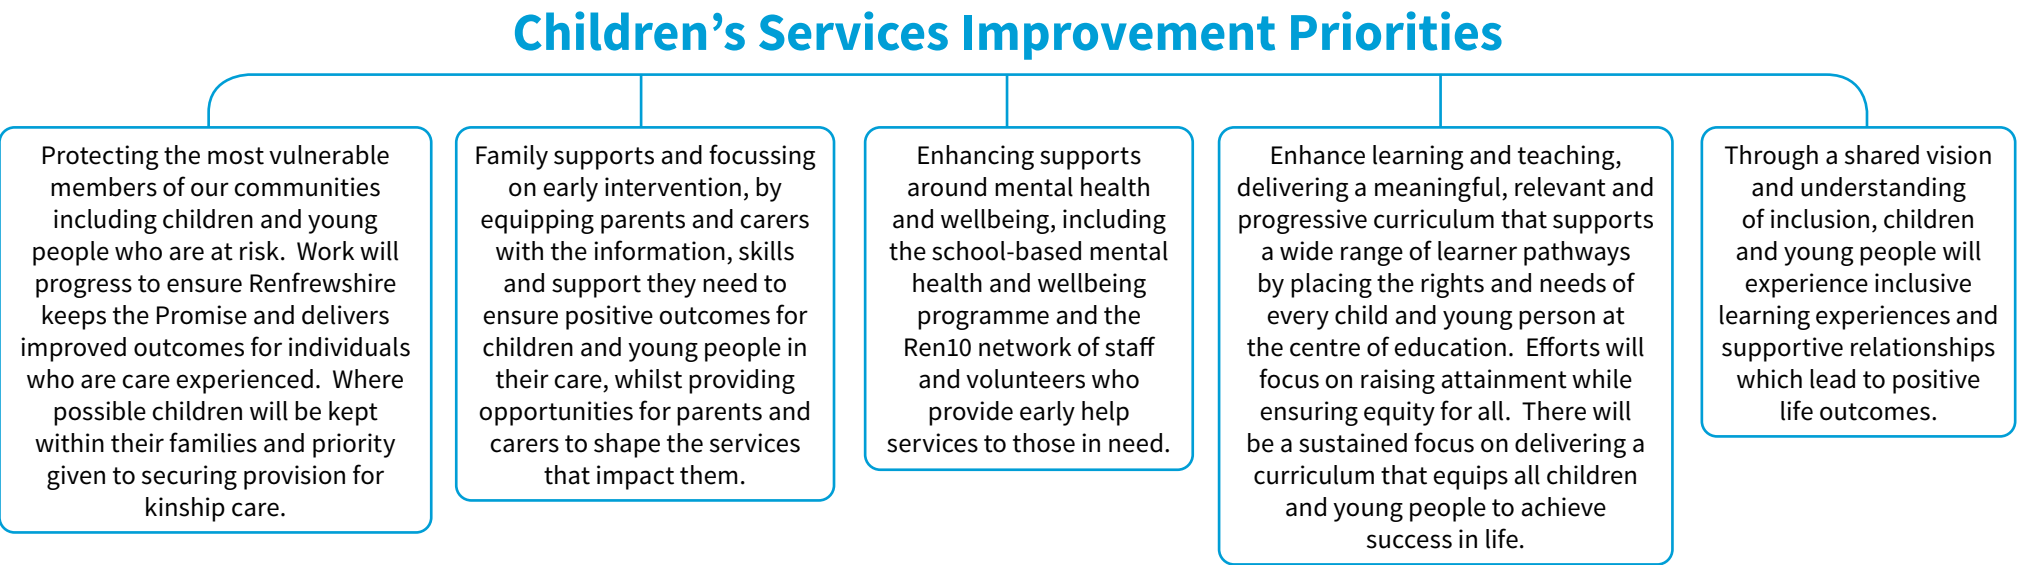 Children’s Services Improvement Priorities
Protecting the most vulnerable
members of our communities
including children and young
people who are at risk.  Work will
progress to ensure Renfrewshire
keeps the Promise and delivers
improved outcomes for individuals
who are care experienced.  Where
possible children will be kept
within their families and priority
given to securing provision for
kinship care.
Family supports and focussing
on early intervention, by
equipping parents and carers
with the information, skills
and support they need to
ensure positive outcomes for
children and young people in
their care, whilst providing
opportunities for parents and
carers to shape the services
that impact them.
Enhancing supports
around mental health
and wellbeing, including
the school-based mental
health and wellbeing
programme and the
Ren10 network of staff
and volunteers who
provide early help
services to those in need.
Enhance learning and teaching,
delivering a meaningful, relevant and
progressive curriculum that supports
a wide range of learner pathways
by placing the rights and needs of
every child and young person at
the centre of education.  Efforts will
focus on raising attainment while
ensuring equity for all.  There will
be a sustained focus on delivering a
curriculum that equips all children
and young people to achieve
success in life.
Through a shared vision
and understanding
of inclusion, children
and young people will
experience inclusive
learning experiences and
supportive relationships
which lead to positive
life outcomes.